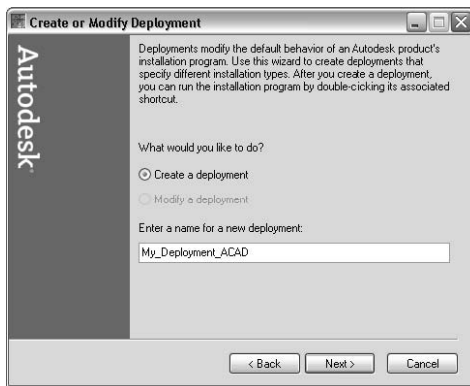 Create or Modify Deployment
Autodesk
Deployments modify the default behavior of an Autodesk product's
installation program. Use this wizard to create deployments that
specify different installation types. After you create a deployment,
you can run the installation program by double-cicking its associated
shortcut.
What would you like to do?
Create a deployment
Modify a deployment
Enter a name for a new deployment:
My_Deployment_ACAD
< Back
Next >
Cancel